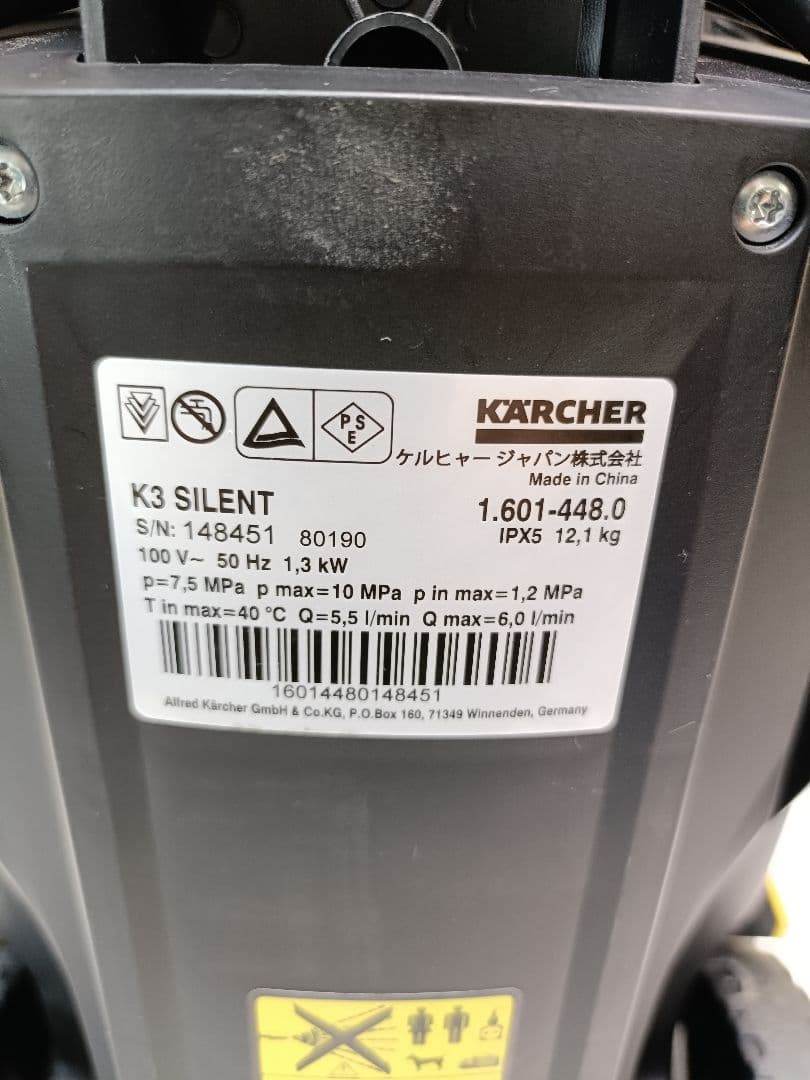 PS
E
KÄRCHER
ケルヒャー ジャパン株式会社
Made in China
K3 SILENT
1.601-448.0
S/N: 148451 80190
IPX5 12,1 kg
100 V~ 50 Hz 1,3 kW
p=7,5 MPa p max=10 MPa p in max=1,2 MPa
T in max=40 °C Q=5,5 l/min Q max=6,0 l/min
16014480148451
Alfred Kärcher GmbH & Co.KG, P.O.Box 160, 71349 Winnenden, Germany